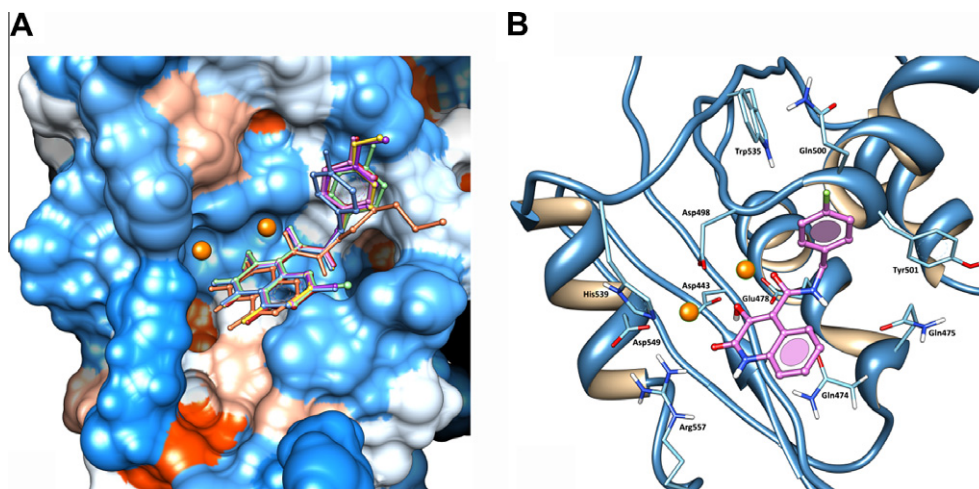 A
B
Trp535
Gln500
Asp498
Tyr501
Asp443
Glu478
His539
Gln475
Asp549
Gln474
Arg557